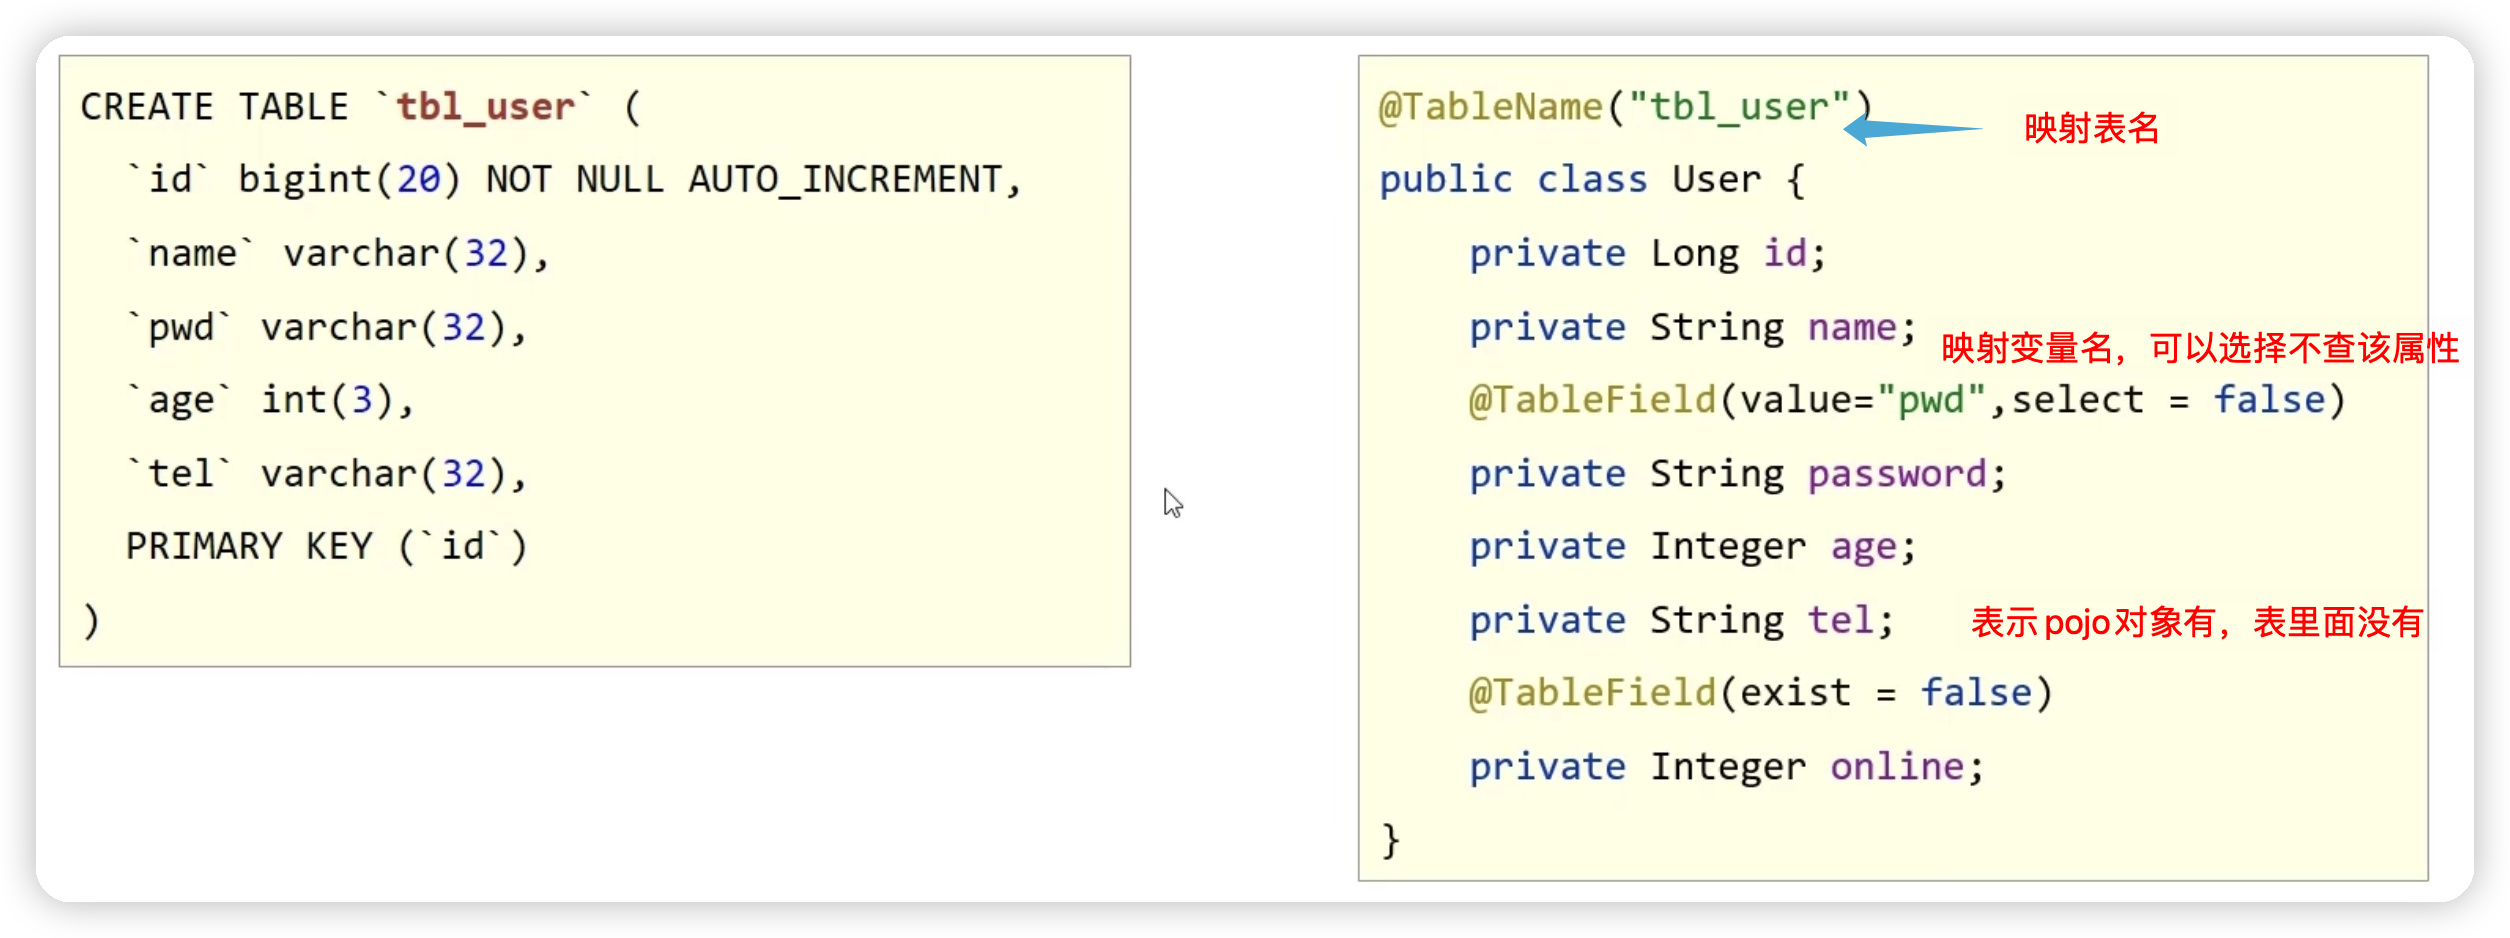 CREATE TABLE `tbl_user` (
`id` bigint(20) NOT NULL AUTO_INCREMENT,
`name` varchar(32),
`pwd` varchar(32),
`age` int(3),
`tel` varchar(32),
PRIMARY KEY (`id`)
)
@TableName("tbl_user")
映射表名
public class User {
private Long id;
private String name;
映射变量名，可以选择不查该属性
@TableField(value="pwd",select = false)
private String password;
private Integer age;
private String tel;
表示pojo对象有，表里面没有
@TableField(exist = false)
private Integer online;
}